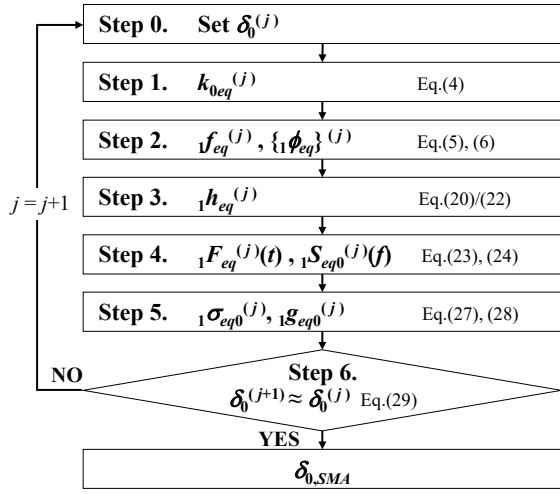 Step 0. Set δ₀⁽ʲ⁾
Step 1. k₀eq⁽ʲ⁾ Eq.(4)
Step 2. ₁feq⁽ʲ⁾ , {₁ϕeq}⁽ʲ⁾ Eq.(5), (6)
j = j+1
Step 3. ₁heq⁽ʲ⁾ Eq.(20)/(22)
Step 4. ₁Feq⁽ʲ⁾(t) , ₁Seq0⁽ʲ⁾(f) Eq.(23), (24)
Step 5. ₁σeq0⁽ʲ⁾, ₁geq0⁽ʲ⁾ Eq.(27), (28)
NO
Step 6.
δ₀⁽ʲ⁺¹⁾ ≈ δ₀⁽ʲ⁾ Eq.(29)
YES
δ0,SMA